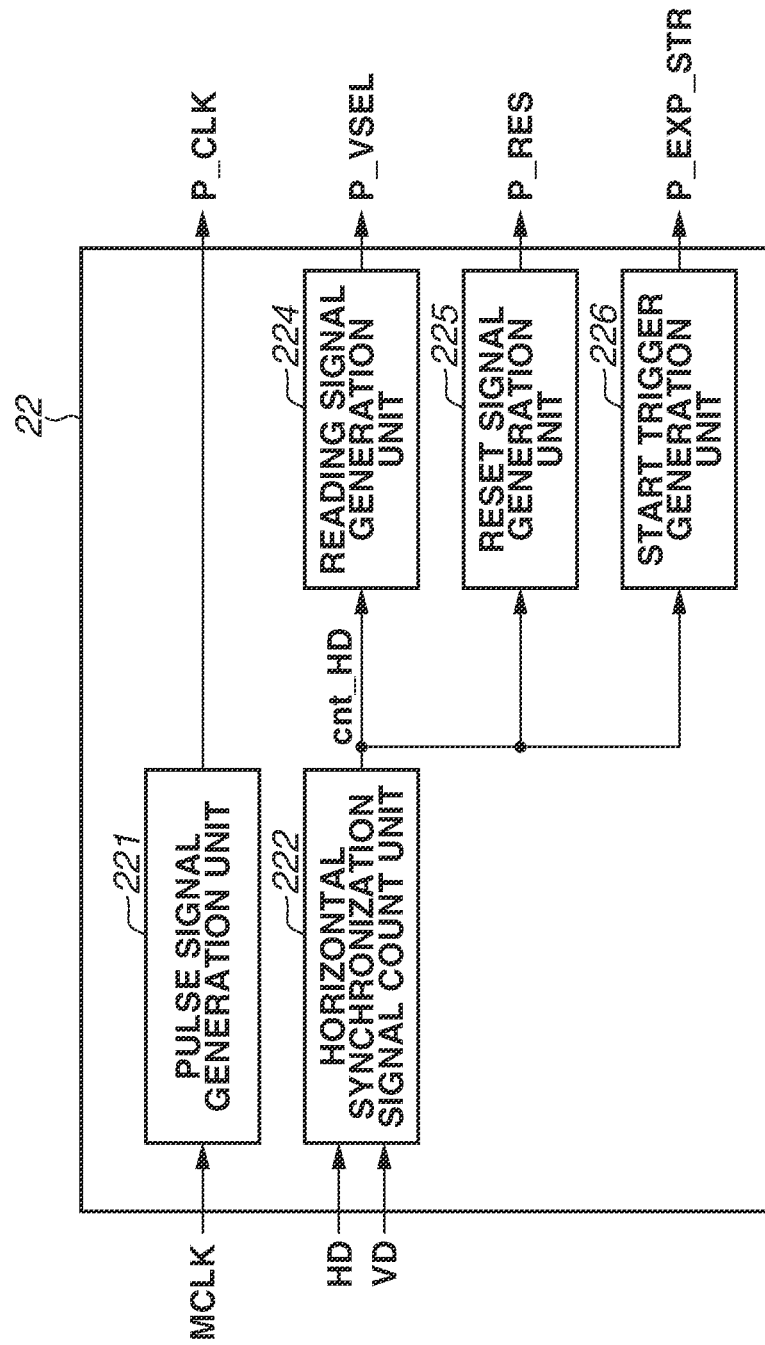 22
221
PULSE SIGNAL
GENERATION UNIT
MCLK
P_CLK
222
HORIZONTAL
SYNCHRONIZATION
SIGNAL COUNT UNIT
HD
VD
cnt_HD
224
READING SIGNAL
GENERATION
UNIT
P_VSEL
225
RESET SIGNAL
GENERATION
UNIT
P_RES
226
START TRIGGER
GENERATION
UNIT
P_EXP_STR